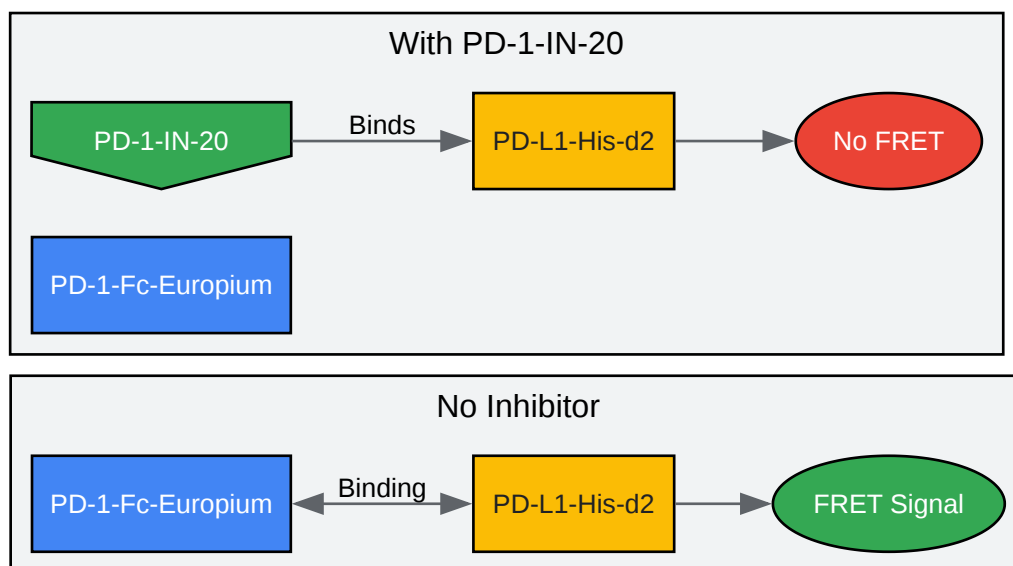 With PD-1-IN-20
PD-1-IN-20
Binds
PD-L1-His-d2
No FRET
PD-1-Fc-Europium
No Inhibitor
PD-1-Fc-Europium
Binding
PD-L1-His-d2
FRET Signal